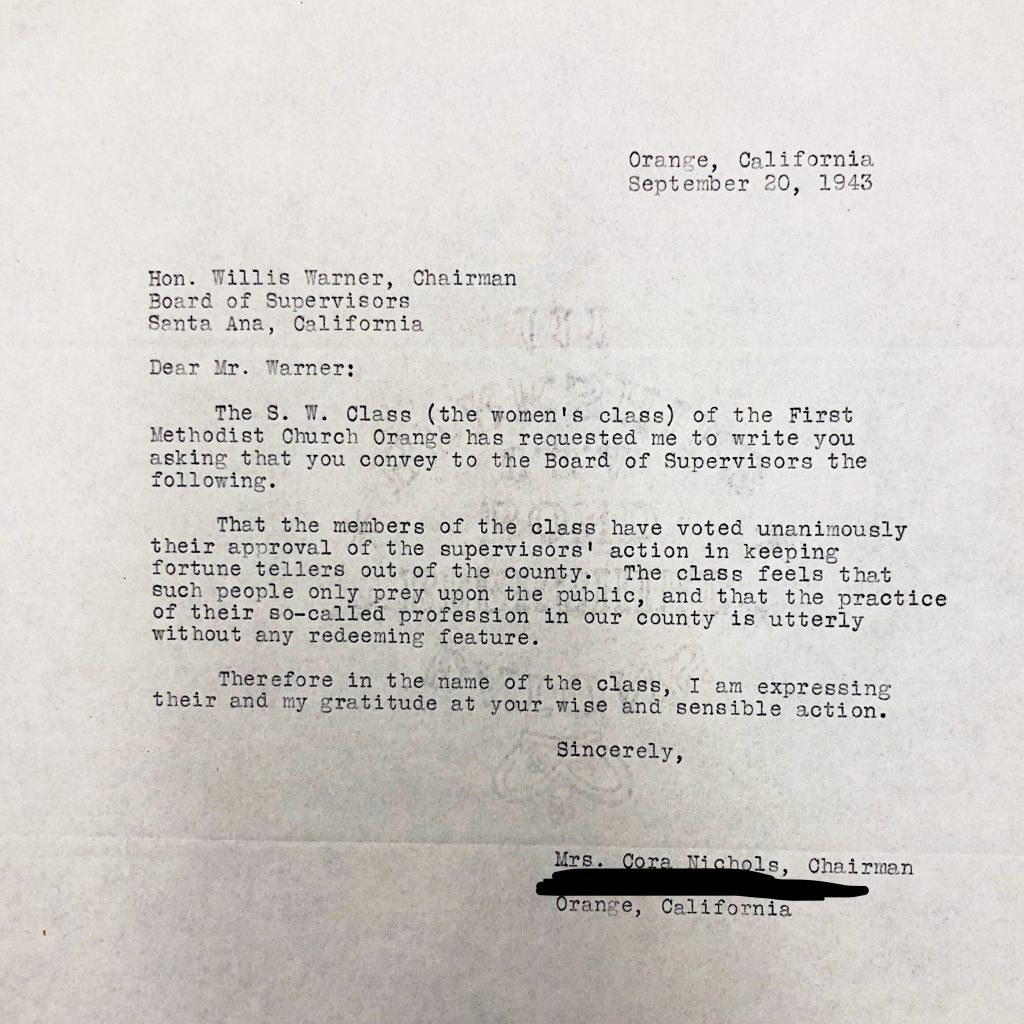 Orange, California
September 20, 1943
Hon. Willis Warner, Chairman
Board of Supervisors
Santa Ana, California
Dear Mr. Warner:
The S. W. Class (the women's class) of the First
Methodist Church Orange has requested me to write you
asking that you convey to the Board of Supervisors the
following.
That the members of the class have voted unanimously
their approval of the supervisors' action in keeping
fortune tellers out of the county. The class feels that
such people only prey upon the public, and that the practice
of their so-called profession in our county is utterly
without any redeeming feature.
Therefore in the name of the class, I am expressing
their and my gratitude at your wise and sensible action.
Sincerely,
Mrs. Cora Nichols, Chairman
Orange, California